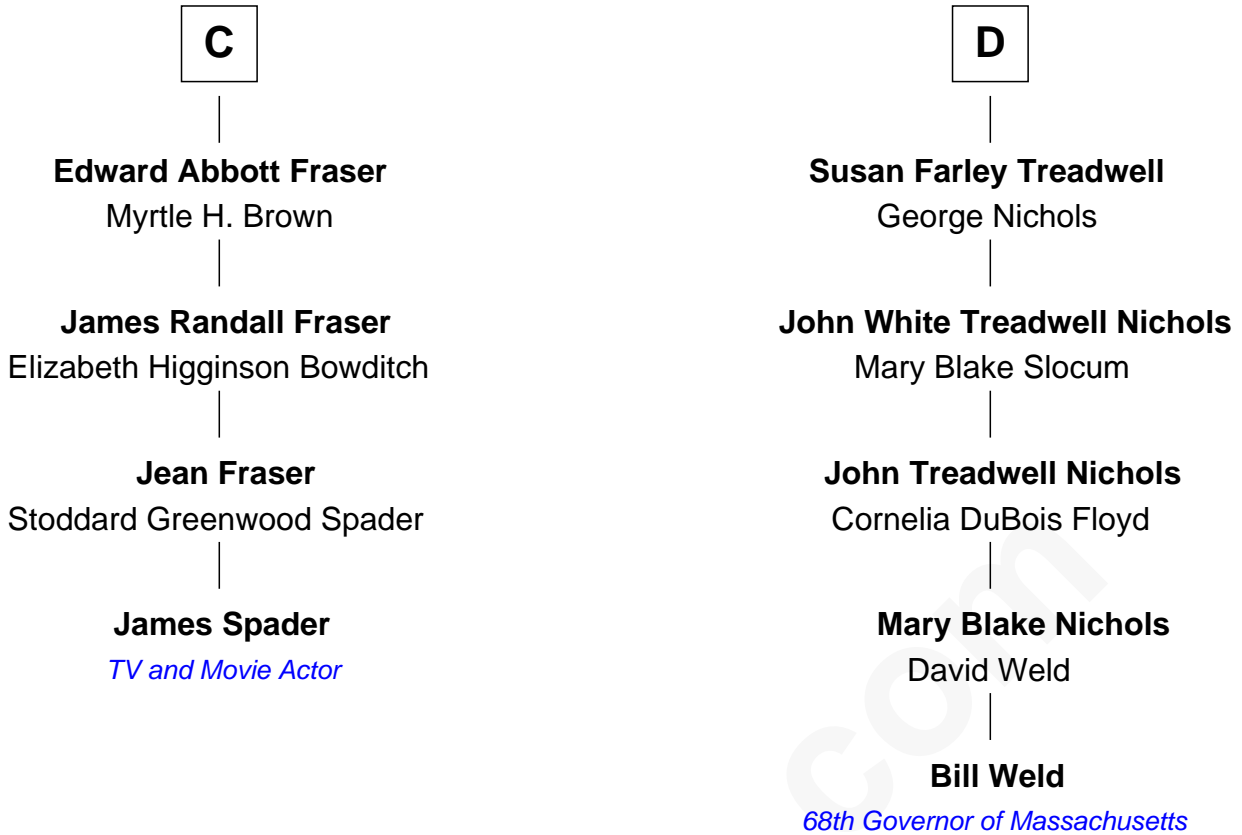 C
Edward Abbott Fraser
Myrtle H. Brown
James Randall Fraser
Elizabeth Higginson Bowditch
Jean Fraser
Stoddard Greenwood Spader
James Spader
TV and Movie Actor
D
Susan Farley Treadwell
George Nichols
John White Treadwell Nichols
Mary Blake Slocum
John Treadwell Nichols
Cornelia DuBois Floyd
Mary Blake Nichols
David Weld
Bill Weld
68th Governor of Massachusetts
com